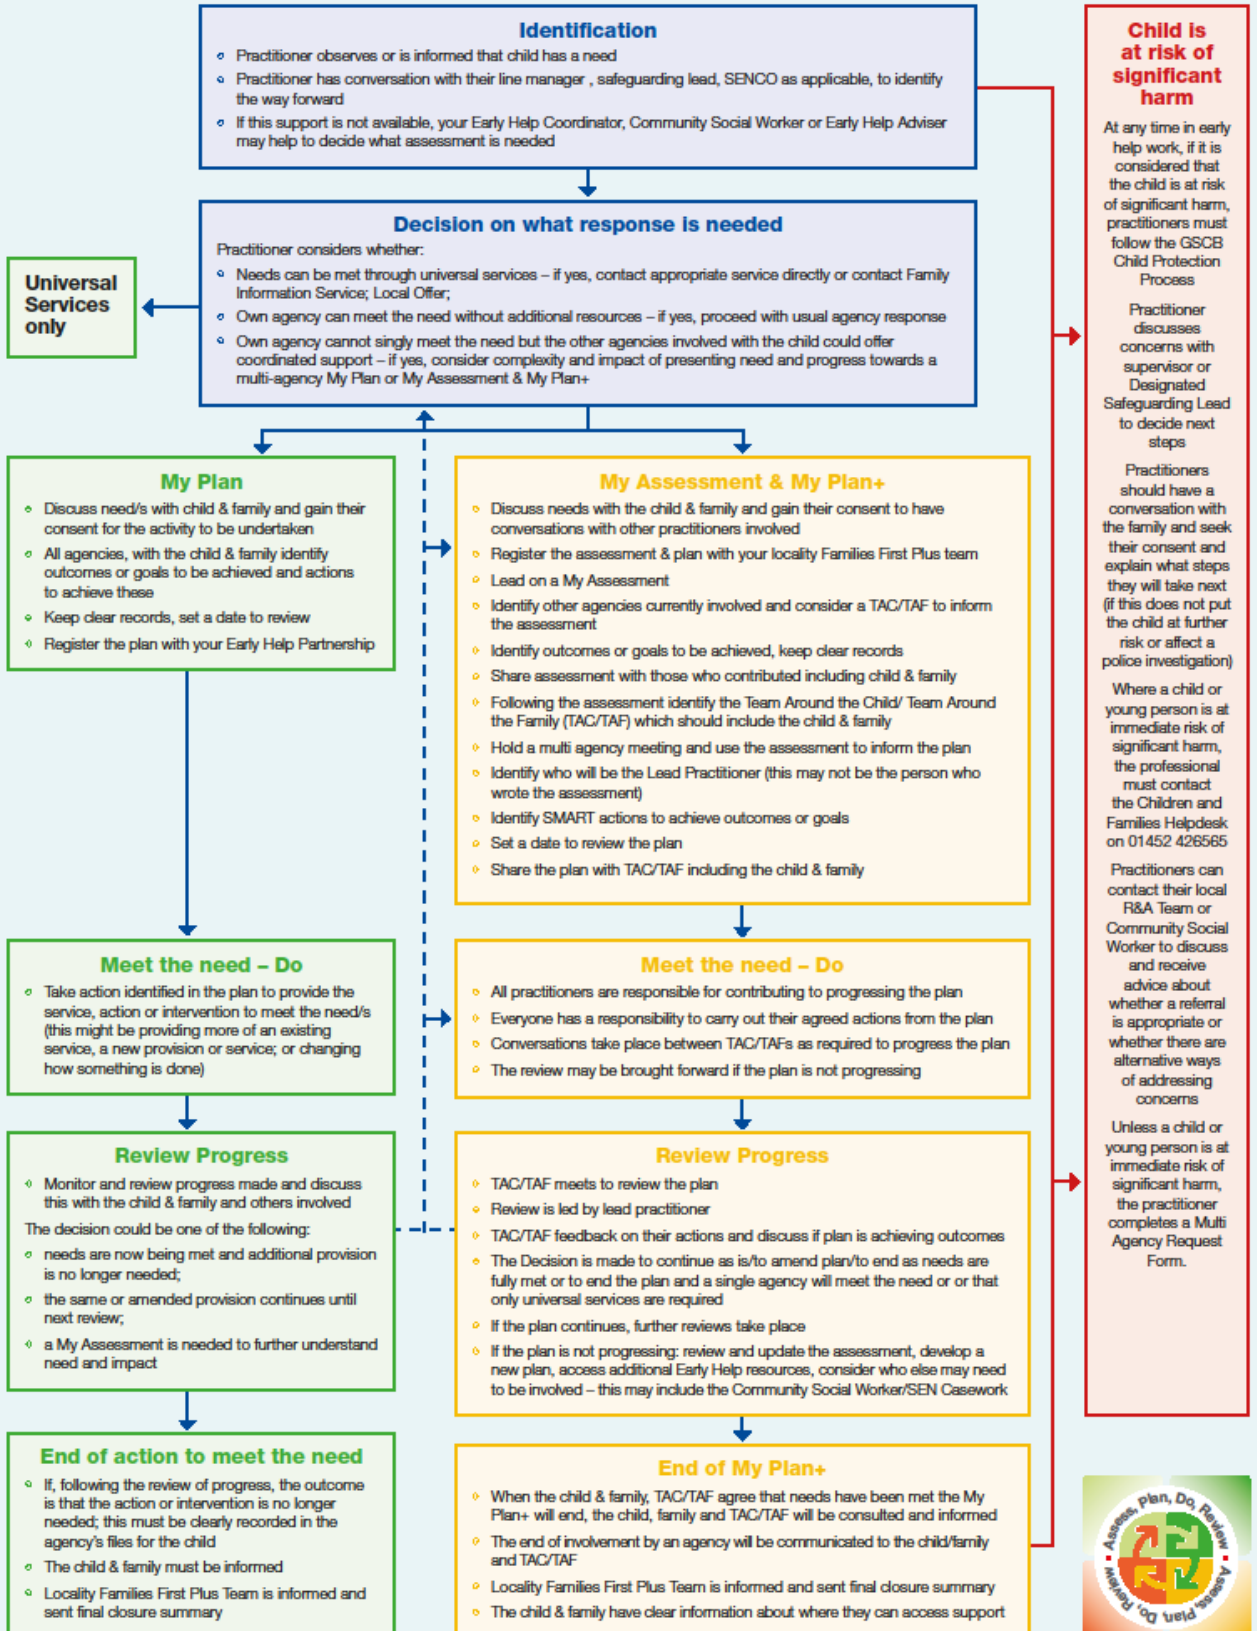 Identification
Practitioner observes or is informed that child has a need
Practitioner has conversation with their line manager , safeguarding lead, SENCO as applicable, to identify
the way forward
If this support is not available, your Early Help Coordinator, Community Social Worker or Early Help Adviser
may help to decide what assessment is needed
Decision on what response is needed
Practitioner considers whether:
Needs can be met through universal services – if yes, contact appropriate service directly or contact Family
Information Service; Local Offer;
Own agency can meet the need without additional resources – if yes, proceed with usual agency response
Own agency cannot singly meet the need but the other agencies involved with the child could offer
coordinated support – if yes, consider complexity and impact of presenting need and progress towards a
multi-agency My Plan or My Assessment & My Plan+
Universal
Services
only
My Plan
Discuss need/s with child & family and gain their
consent for the activity to be undertaken
All agencies, with the child & family identify
outcomes or goals to be achieved and actions
to achieve these
Keep clear records, set a date to review
Register the plan with your Early Help Partnership
My Assessment & My Plan+
Discuss needs with the child & family and gain their consent to have
conversations with other practitioners involved
Register the assessment & plan with your locality Families First Plus team
Lead on a My Assessment
Identify other agencies currently involved and consider a TAC/TAF to inform
the assessment
Identify outcomes or goals to be achieved, keep clear records
Share assessment with those who contributed including child & family
Following the assessment identify the Team Around the Child/ Team Around
the Family (TAC/TAF) which should include the child & family
Hold a multi agency meeting and use the assessment to inform the plan
Identify who will be the Lead Practitioner (this may not be the person who
wrote the assessment)
Identify SMART actions to achieve outcomes or goals
Set a date to review the plan
Share the plan with TAC/TAF including the child & family
Meet the need – Do
Take action identified in the plan to provide the
service, action or intervention to meet the need/s
(this might be providing more of an existing
service, a new provision or service; or changing
how something is done)
Meet the need – Do
All practitioners are responsible for contributing to progressing the plan
Everyone has a responsibility to carry out their agreed actions from the plan
Conversations take place between TAC/TAFs as required to progress the plan
The review may be brought forward if the plan is not progressing
Review Progress
Monitor and review progress made and discuss
this with the child & family and others involved
The decision could be one of the following:
needs are now being met and additional provision
is no longer needed;
the same or amended provision continues until
next review;
a My Assessment is needed to further understand
need and impact
Review Progress
TAC/TAF meets to review the plan
Review is led by lead practitioner
TAC/TAF feedback on their actions and discuss if plan is achieving outcomes
The Decision is made to continue as is/to amend plan/to end as needs are
fully met or to end the plan and a single agency will meet the need or or that
only universal services are required
If the plan continues, further reviews take place
If the plan is not progressing: review and update the assessment, develop a
new plan, access additional Early Help resources, consider who else may need
to be involved – this may include the Community Social Worker/SEN Casework
End of action to meet the need
If, following the review of progress, the outcome
is that the action or intervention is no longer
needed; this must be clearly recorded in the
agency's files for the child
The child & family must be informed
Locality Families First Plus Team is informed and
sent final closure summary
End of My Plan+
When the child & family, TAC/TAF agree that needs have been met the My
Plan+ will end, the child, family and TAC/TAF will be consulted and informed
The end of involvement by an agency will be communicated to the child/family
and TAC/TAF
Locality Families First Plus Team is informed and sent final closure summary
The child & family have clear information about where they can access support
Child is
at risk of
significant
harm
At any time in early
help work, if it is
considered that
the child is at risk
of significant harm,
practitioners must
follow the GSCB
Child Protection
Process
Practitioner
discusses
concerns with
supervisor or
Designated
Safeguarding Lead
to decide next
steps
Practitioners
should have a
conversation with
the family and seek
their consent and
explain what steps
they will take next
(if this does not put
the child at further
risk or affect a
police investigation)
Where a child or
young person is at
immediate risk of
significant harm,
the professional
must contact
the Children and
Families Helpdesk
on 01452 426565
Practitioners can
contact their local
R&A Team or
Community Social
Worker to discuss
and receive
advice about
whether a referral
is appropriate or
whether there are
alternative ways
of addressing
concerns
Unless a child or
young person is at
immediate risk of
significant harm,
the practitioner
completes a Multi
Agency Request
Form.
Assess, Plan, Do, Review
Assess, Plan, Do, Review